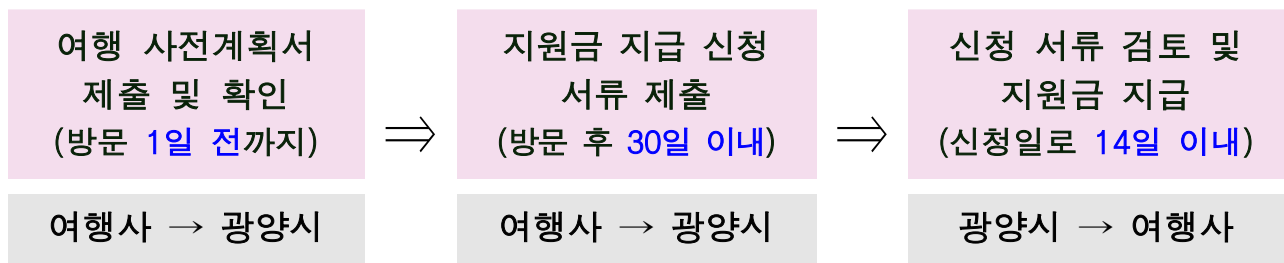 여행 사전계획서
제출 및 확인
(방문 1일 전까지)
여행사 → 광양시
⇒
지원금 지급 신청
서류 제출
(방문 후 30일 이내)
여행사 → 광양시
⇒
신청 서류 검토 및
지원금 지급
(신청일로 14일 이내)
광양시 → 여행사